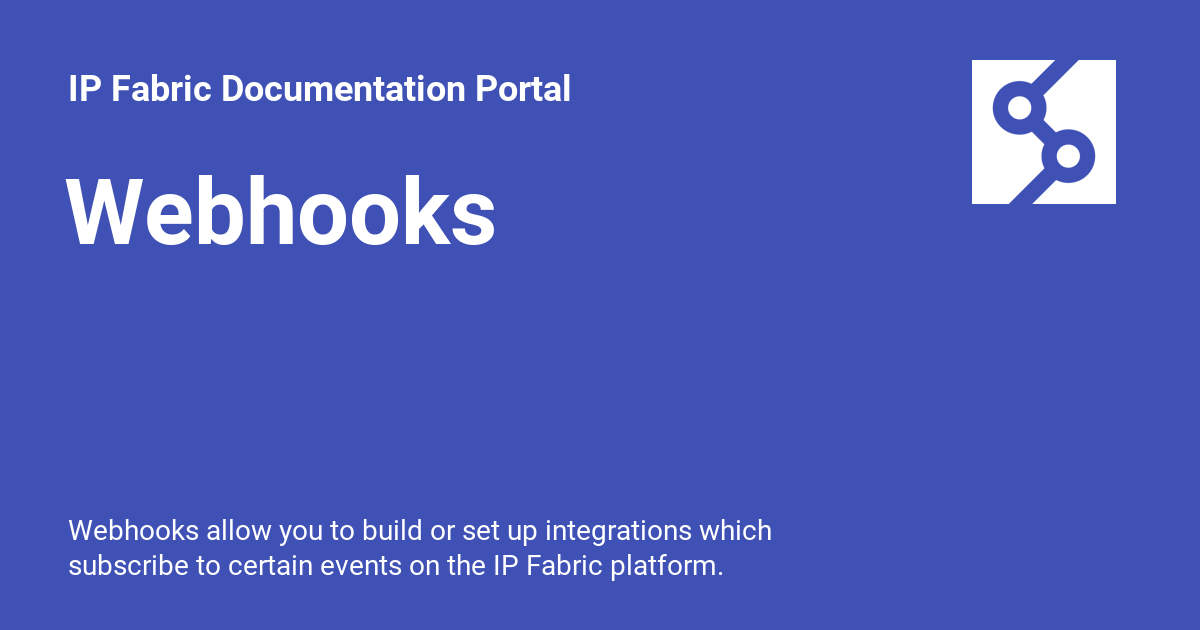 IP Fabric Documentation Portal
Webhooks
Webhooks allow you to build or set up integrations which
subscribe to certain events on the IP Fabric platform.